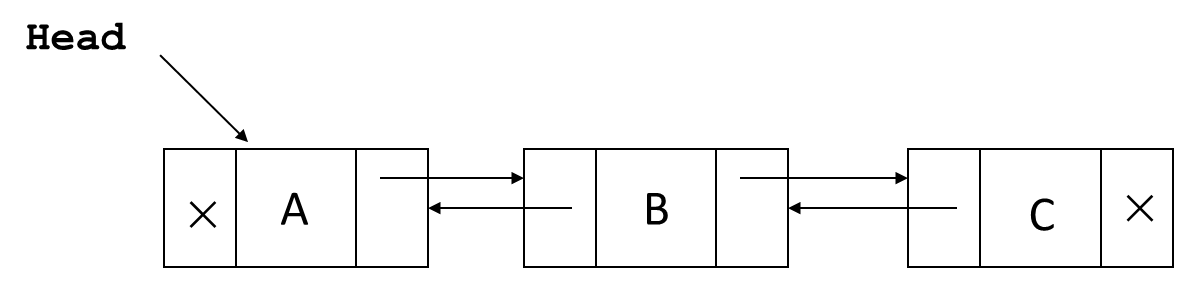 Head
× A B C ×